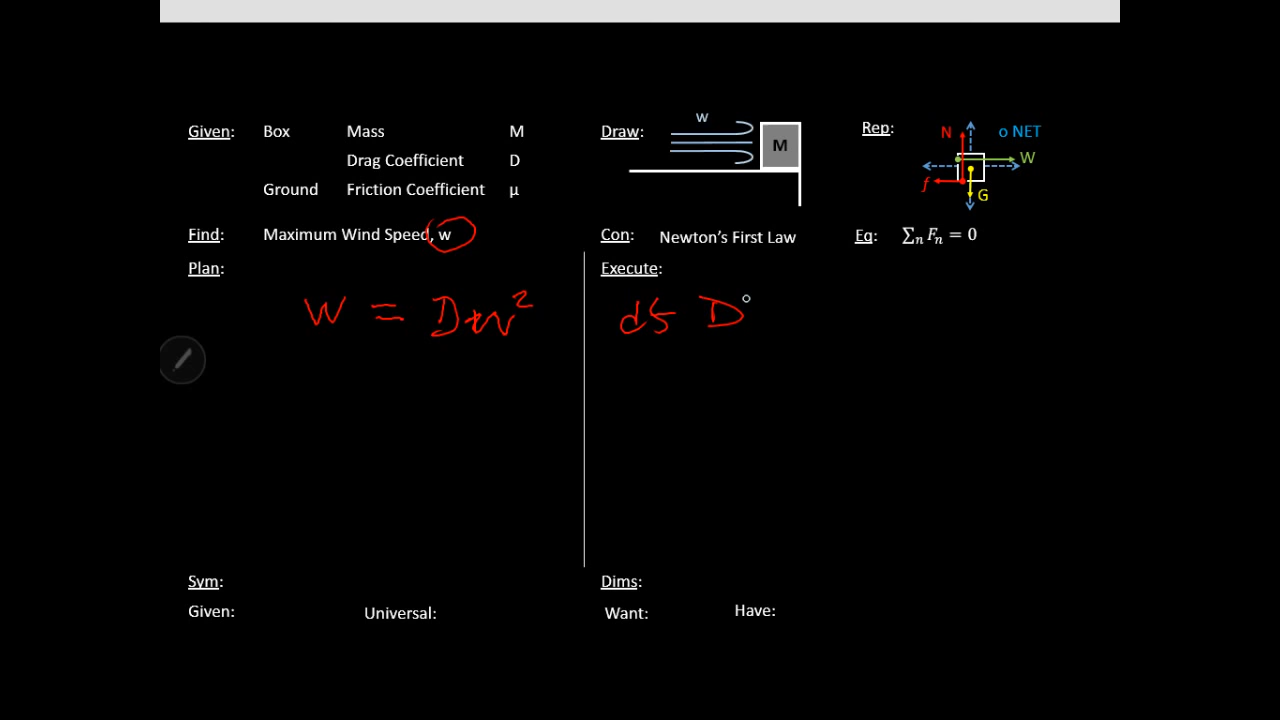 Given: Box Mass M Draw: w M Rep: N o NET
Drag Coefficient D W
Ground Friction Coefficient μ f G
Find: Maximum Wind Speed, w Con: Newton's First Law Eq: ∑ₙ Fₙ = 0
Plan: Execute:
W = Dw² D
Sym: Dims:
Given: Universal: Want: Have: